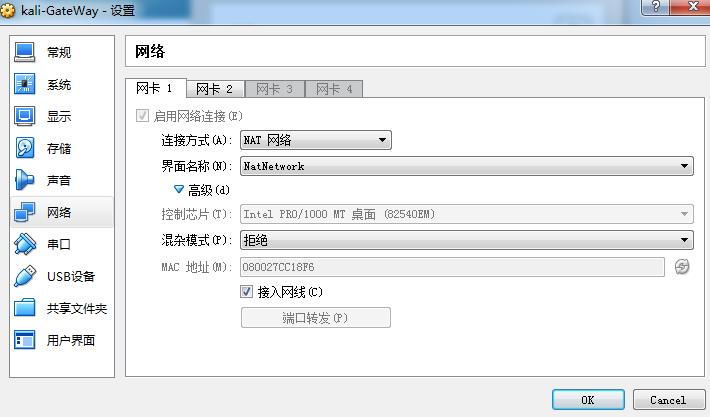 kali-GateWay - 设置
常规
系统
显示
存储
声音
网络
串口
USB设备
共享文件夹
用户界面
网络
网卡 1 网卡 2 网卡 3 网卡 4
启用网络连接(E)
连接方式(A): NAT 网络
界面名称(N): NatNetwork
高级(d)
控制芯片(T): Intel PRO/1000 MT 桌面 (82540EM)
混杂模式(P): 拒绝
MAC 地址(M): 080027CC18F6
接入网线(C)
端口转发(P)
OK Cancel